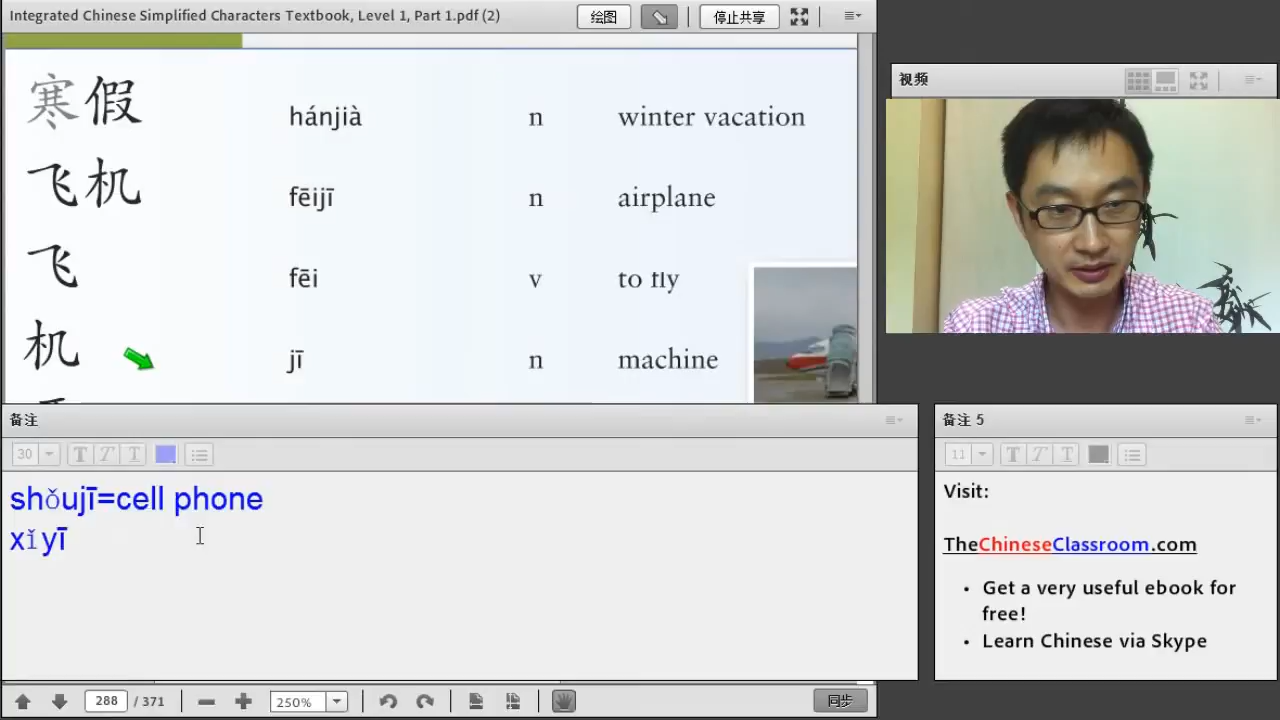 Integrated Chinese Simplified Characters Textbook, Level 1, Part 1.pdf (2)
绘图
停止共享
寒假 hánjià n winter vacation
飞机 fēijī n airplane
飞 fēi v to fly
机 jī n machine
视频
备注
30 T T T
shǒujī=cell phone
xǐyī
备注 5
11 T T T
Visit:
TheChineseClassroom.com
• Get a very useful ebook for
free!
• Learn Chinese via Skype
288 / 371
250%
同步